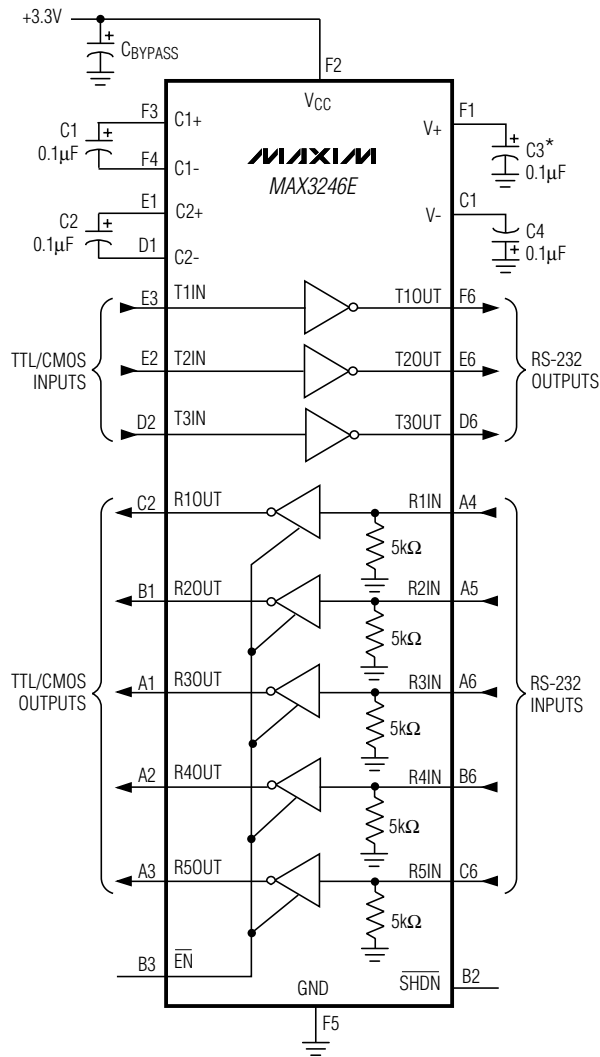 +3.3V
CBYPASS
F2
VCC
F3
C1+
C1
0.1µF
F4
C1-
F1
V+
C3*
0.1µF
MAXIM
MAX3246E
E1
C2+
C2
0.1µF
D1
C2-
C1
V-
C4
0.1µF
E3 T1IN T1OUT F6
TTL/CMOS
INPUTS
E2 T2IN T2OUT E6
RS-232
OUTPUTS
D2 T3IN T3OUT D6
C2 R1OUT R1IN A4
5kΩ
B1 R2OUT R2IN A5
5kΩ
TTL/CMOS
OUTPUTS
A1 R3OUT R3IN A6
RS-232
INPUTS
5kΩ
A2 R4OUT R4IN B6
5kΩ
A3 R5OUT R5IN C6
5kΩ
B3 EN
GND
SHDN B2
F5